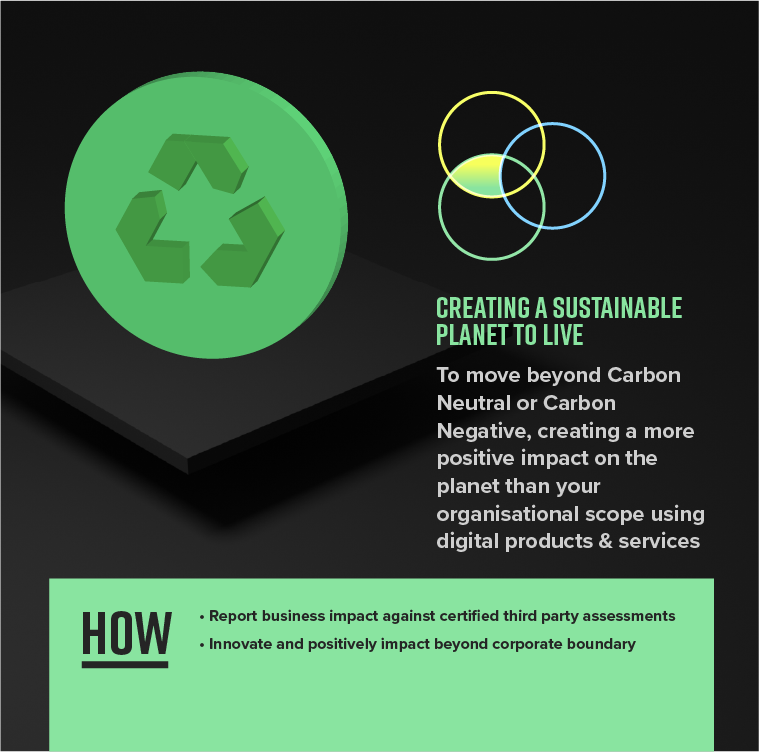 CREATING A SUSTAINABLE
PLANET TO LIVE
To move beyond Carbon
Neutral or Carbon
Negative, creating a more
positive impact on the
planet than your
organisational scope using
digital products & services
HOW
• Report business impact against certified third party assessments
• Innovate and positively impact beyond corporate boundary